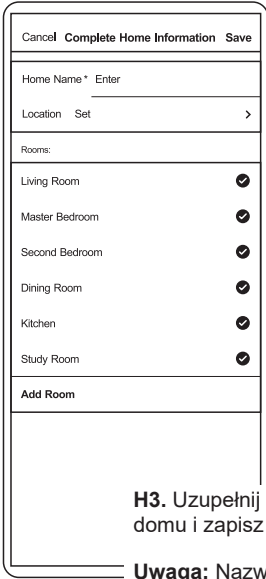 Cancel Complete Home Information Save
Home Name* Enter
Location Set
Rooms:
Living Room
Master Bedroom
Second Bedroom
Dining Room
Kitchen
Study Room
Add Room
H3. Uzupełnij
domu i zapisz
Uwaga: Nazw